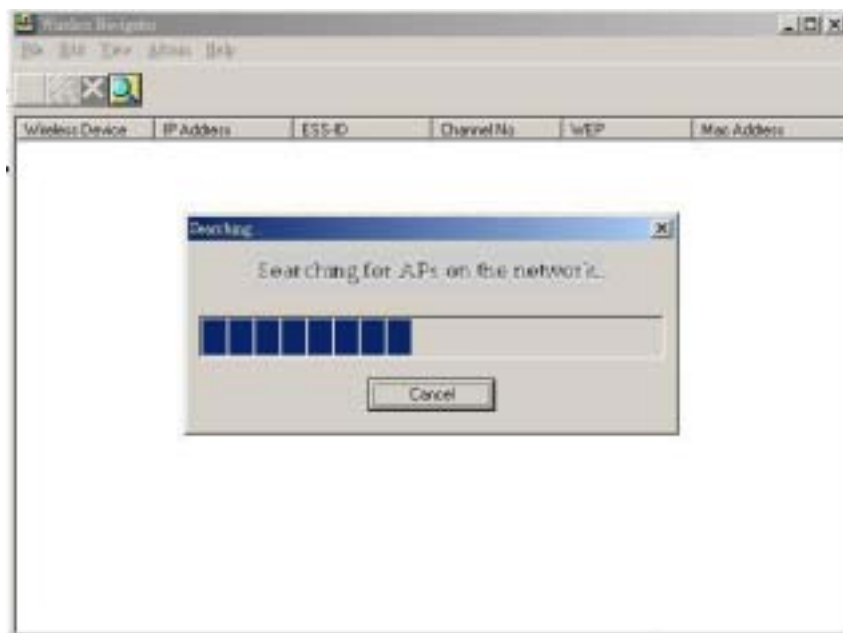 Wireless Navigator
File Edit View Admin Help
Wireless Device IP Address ESS-ID Channel No. WEP Mac Address
Searching...
Searching for APs on the network...
Cancel